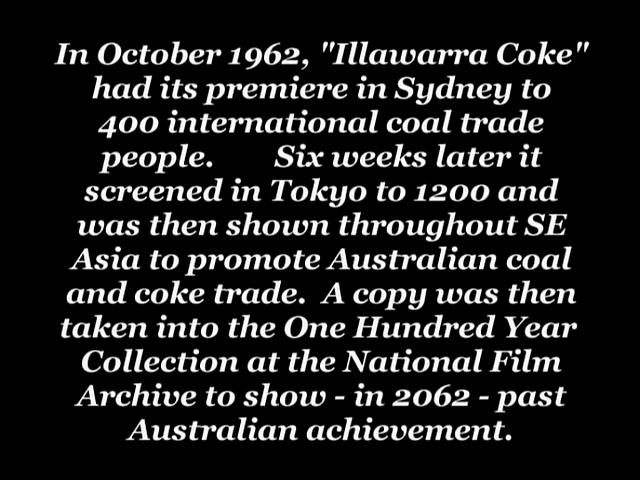 In October 1962, "Illawarra Coke"
had its premiere in Sydney to
400 international coal trade
people. Six weeks later it
screened in Tokyo to 1200 and
was then shown throughout SE
Asia to promote Australian coal
and coke trade. A copy was then
taken into the One Hundred Year
Collection at the National Film
Archive to show - in 2062 - past
Australian achievement.